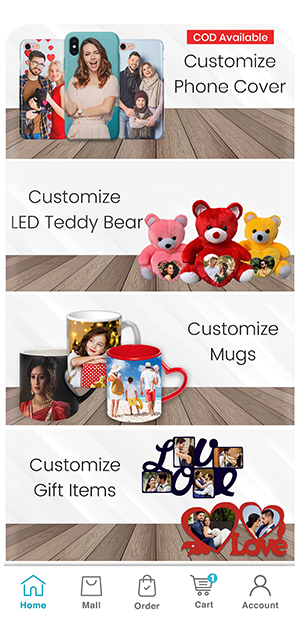 COD Available
Customize
Phone Cover
Customize
LED Teddy Bear
Customize
Mugs
Customize
Gift Items
Love
Love
1
Home
Mall
Order
Cart
Account